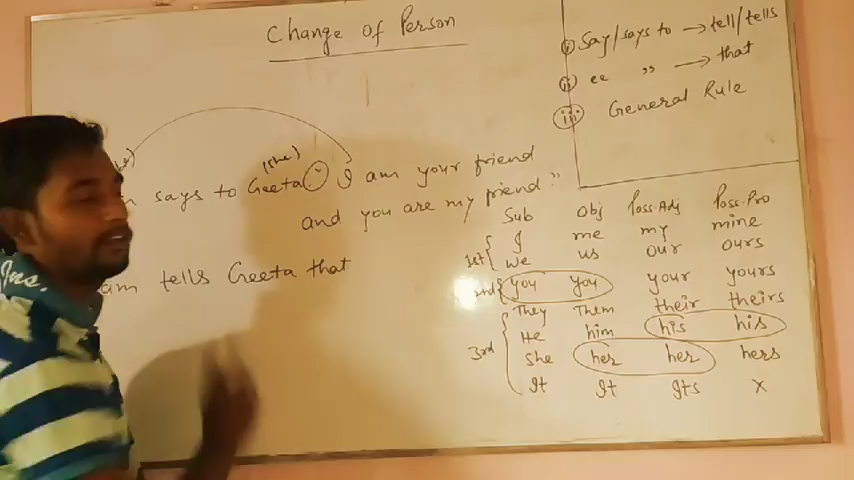 Change of Person
(i) Say/says to → tell/tells
(ii) " " → that
(iii) General Rule
(she)
says to Geeta, "I am your friend
and you are my friend."
am tells Geeta that
Sub Obj Poss.Adj Poss.Pro
1st { I me my mine
We us our ours
2nd { you you your yours
They Them their theirs
3rd { He him his his
She her her hers
It It Its X